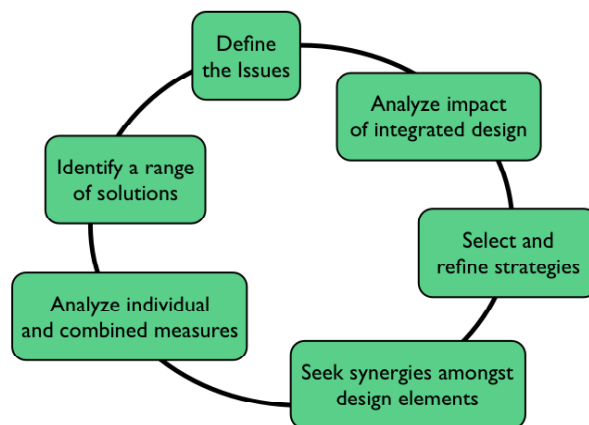 Define
the Issues
Analyze impact
of integrated design
Select and
refine strategies
Seek synergies amongst
design elements
Analyze individual
and combined measures
Identify a range
of solutions